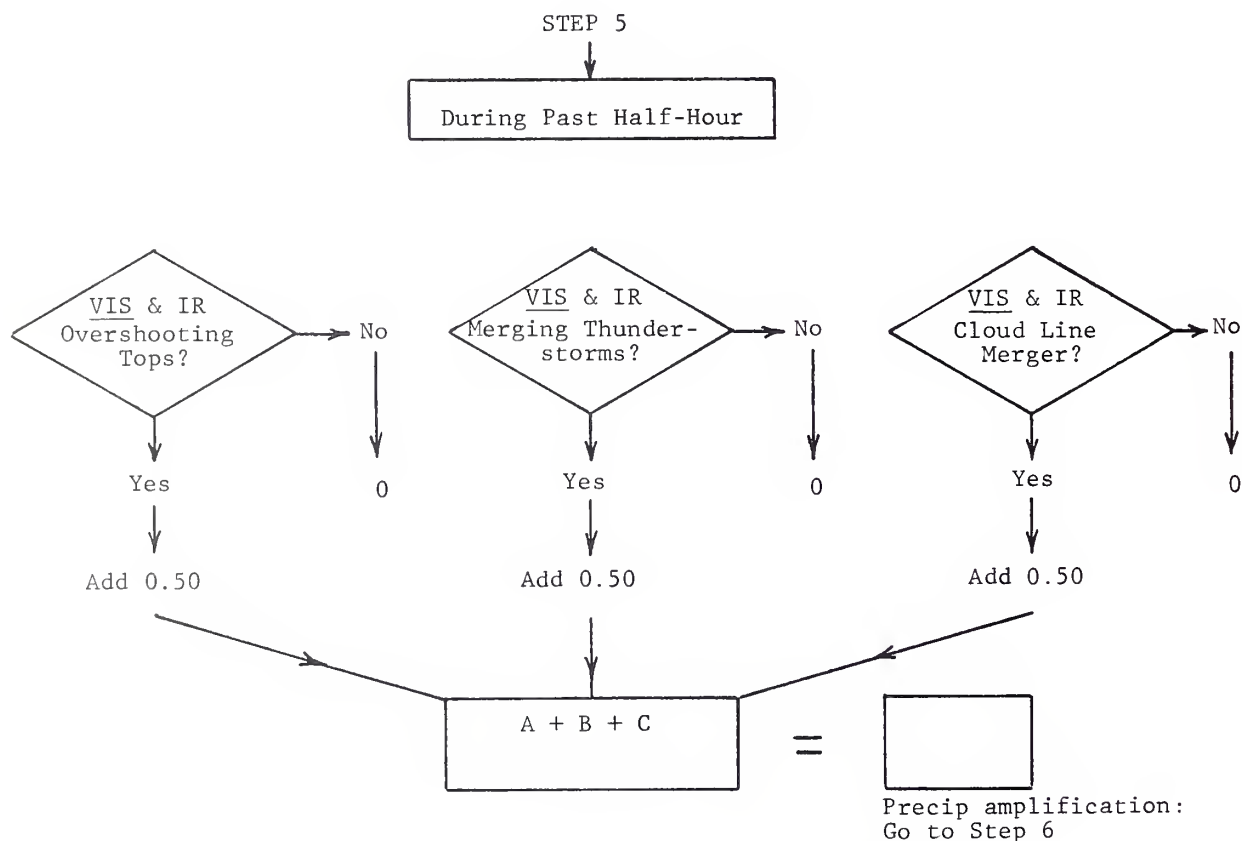 STEP 5
During Past Half-Hour
VIS & IR
Overshooting
Tops?
No
0
Yes
Add 0.50
VIS & IR
Merging Thunder-
storms?
No
0
Yes
Add 0.50
VIS & IR
Cloud Line
Merger?
No
0
Yes
Add 0.50
A + B + C
=
Precip amplification:
Go to Step 6